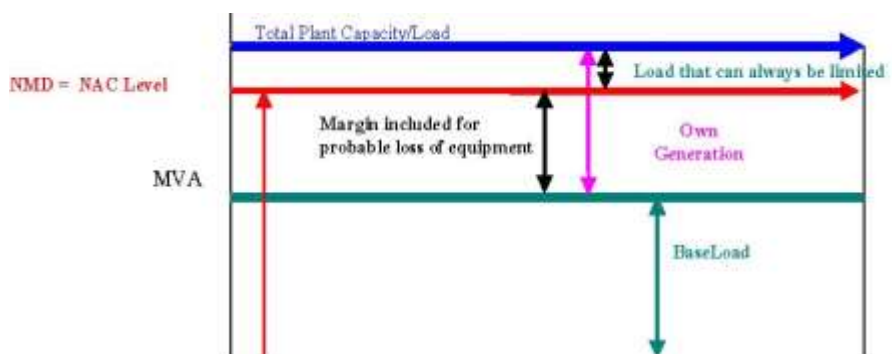 Total Plant Capacity/Load
Load that can always be limited
NMD = NAC Level
Margin included for
probable loss of equipment
Own
Generation
MVA
BaseLoad